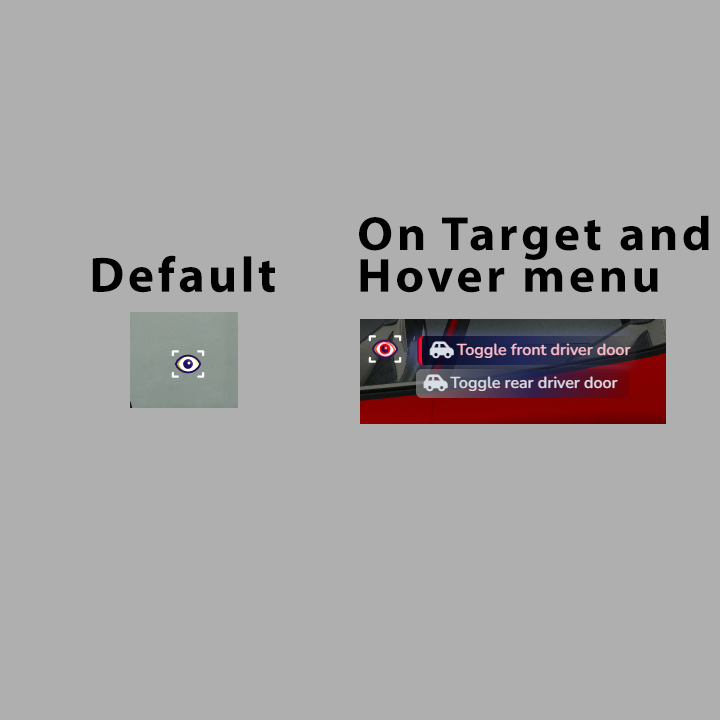 Default
On Target and
Hover menu
Toggle front driver door
Toggle rear driver door